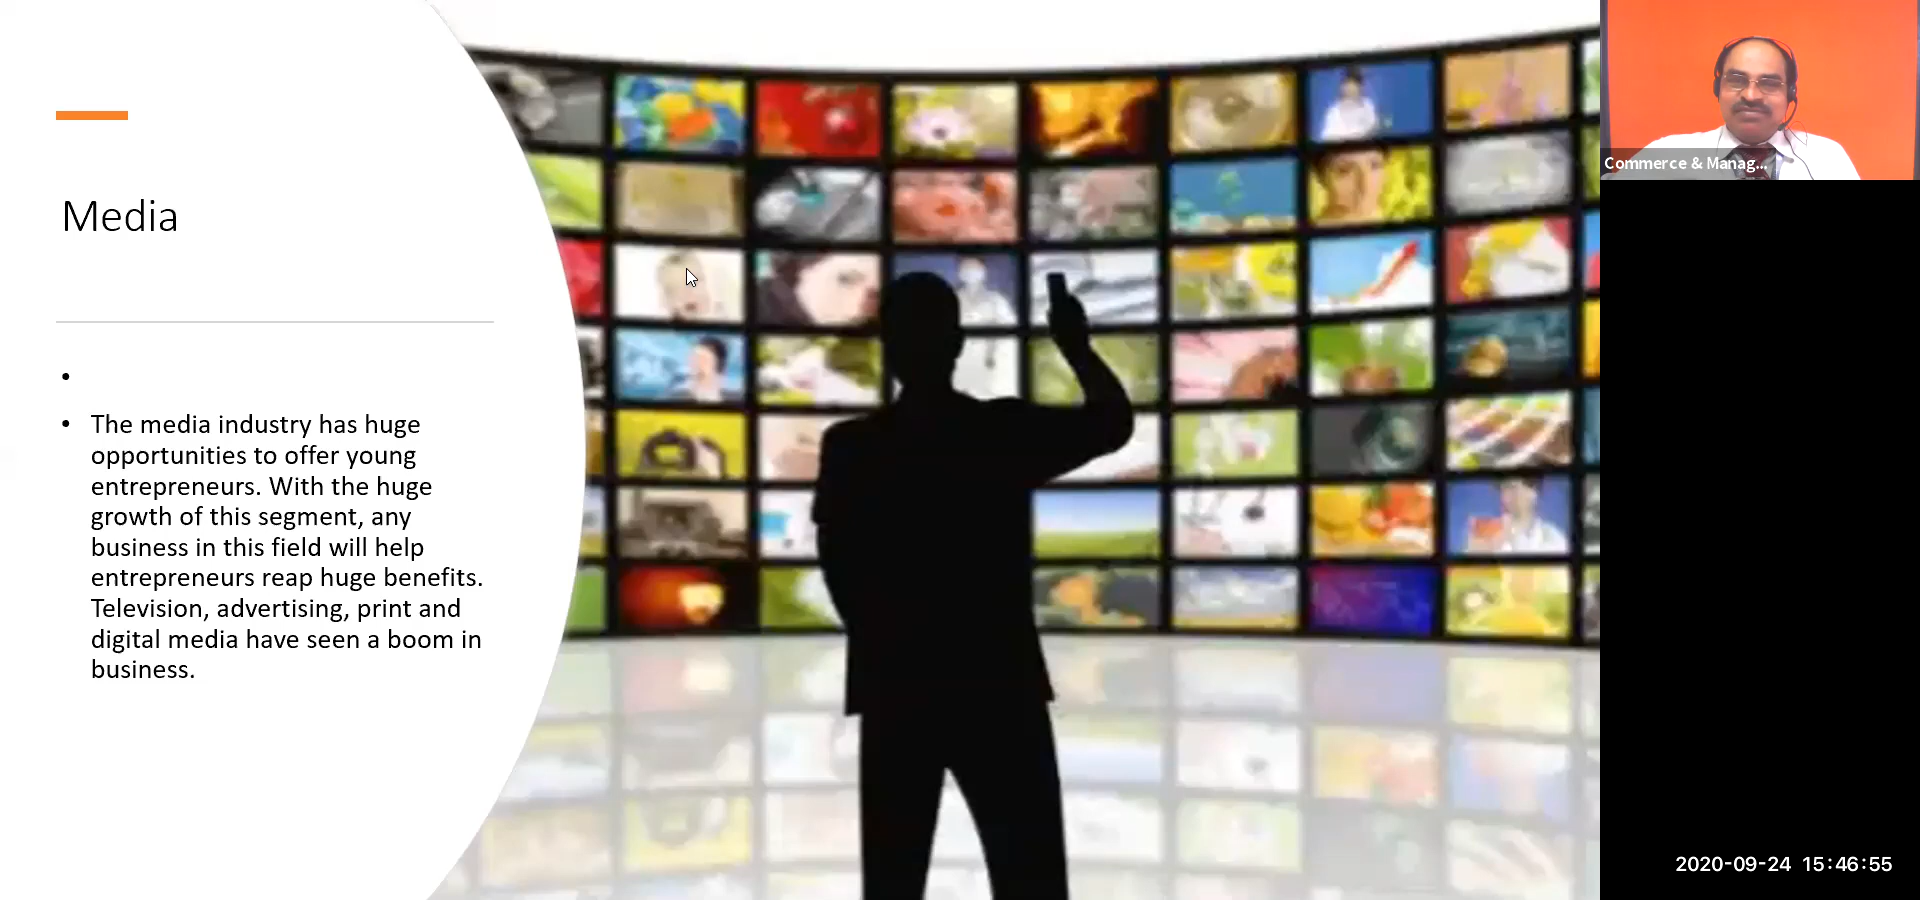 Media
•
• The media industry has huge
opportunities to offer young
entrepreneurs. With the huge
growth of this segment, any
business in this field will help
entrepreneurs reap huge benefits.
Television, advertising, print and
digital media have seen a boom in
business.
Commerce & Manag...
2020-09-24 15:46:55